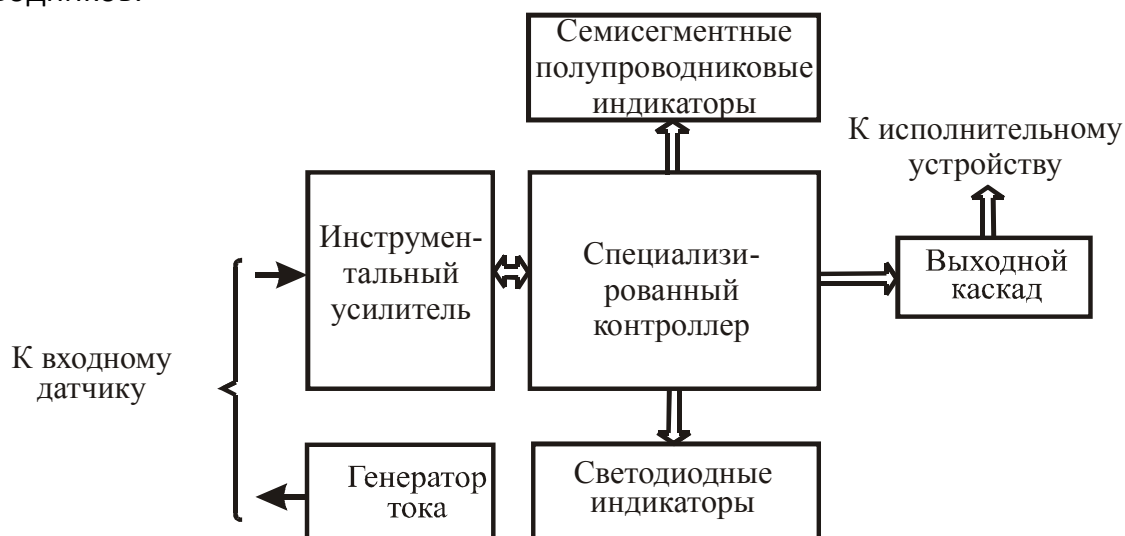 Семисегментные
полупроводниковые
индикаторы
К исполнительному
устройству
Инструмен-
тальный
усилитель
Специализи-
рованный
контроллер
Выходной
каскад
К входному
датчику
Генератор
тока
Светодиодные
индикаторы